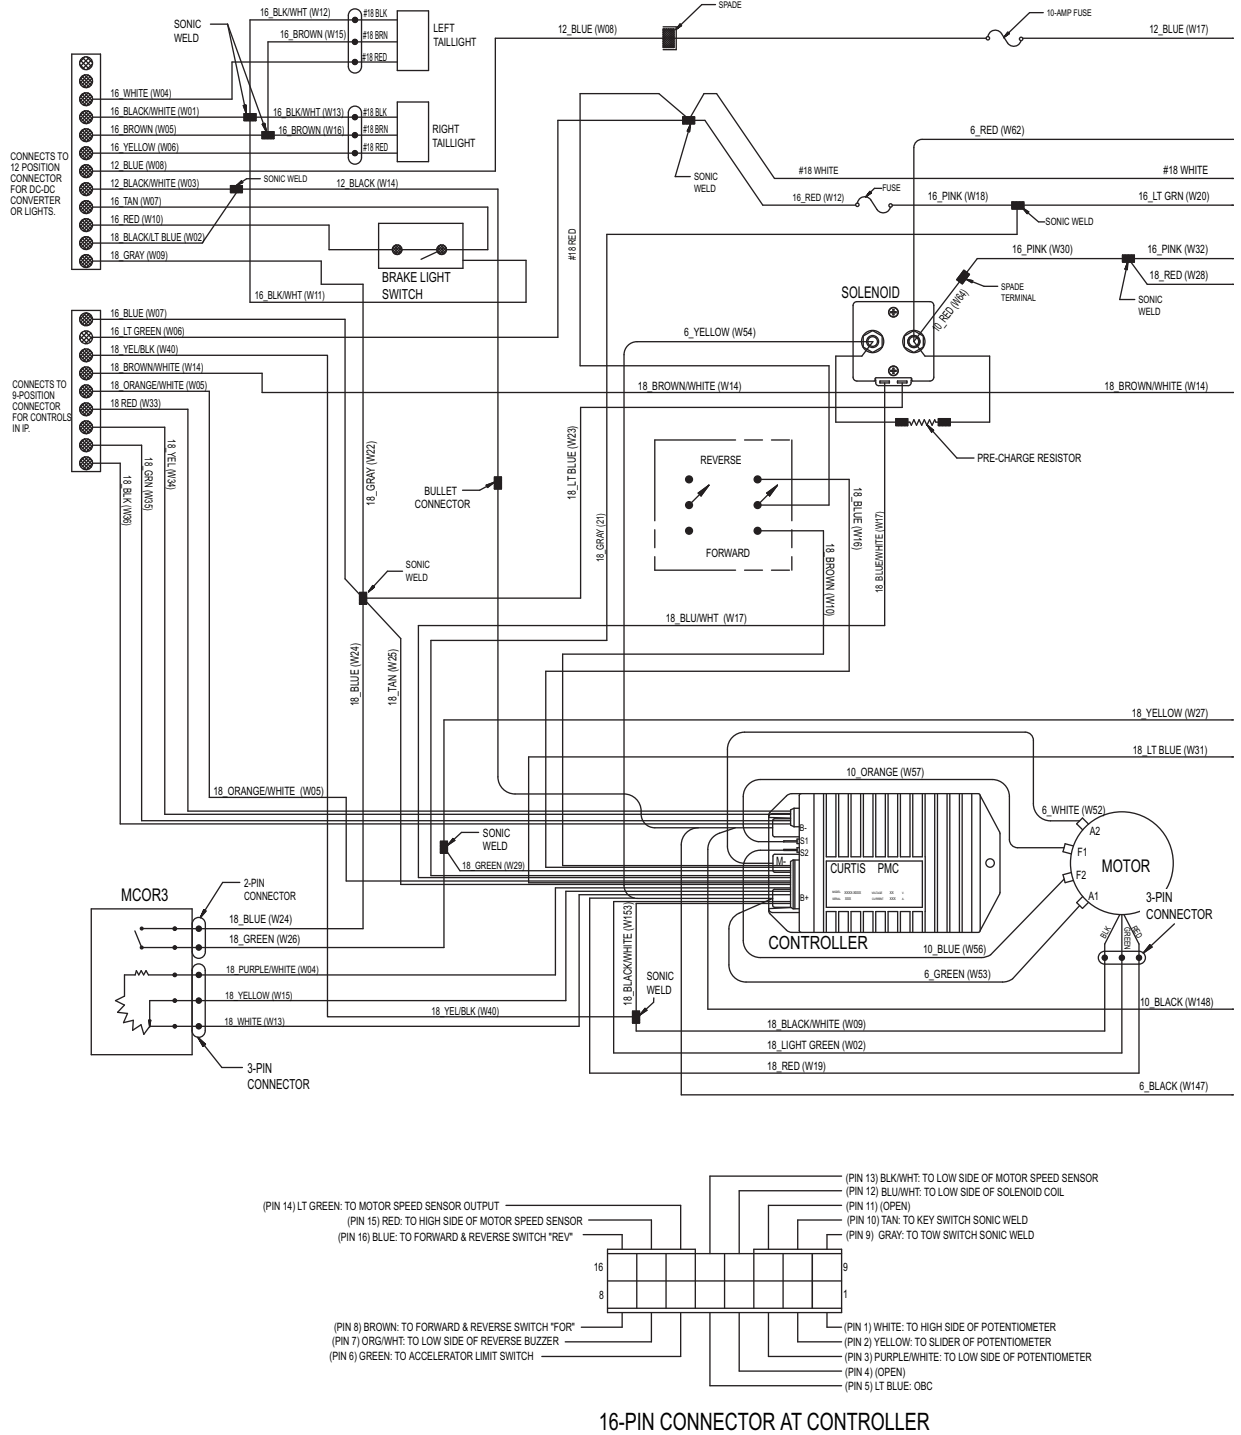 SPADE
16_BLK/WHT (W12)
#18 BLK
SONIC
WELD
LEFT
TAILLIGHT
16_BROWN (W15)
#18 BRN
#18 RED
12_BLUE (W08)
10-AMP FUSE
12_BLUE (W17)
16_WHITE (W04)
16_BLACK/WHITE (W01)
16_BROWN (W05)
16_YELLOW (W06)
12_BLUE (W08)
12_BLACK/WHITE (W03)
16_TAN (W07)
16_RED (W10)
18_BLACK/LT BLUE (W02)
18_GRAY (W09)
CONNECTS TO
12 POSITION
CONNECTOR
FOR DC-DC
CONVERTER
OR LIGHTS.
16_BLK/WHT (W13)
#18 BLK
16_BROWN (W16)
#18 BRN
#18 RED
RIGHT
TAILLIGHT
SONIC WELD
12_BLACK (W14)
BRAKE LIGHT
SWITCH
16_BLK/WHT (W11)
6_RED (W62)
SONIC
WELD
#18 WHITE
#18 WHITE
16_RED (W12)
FUSE
16_PINK (W18)
16_LT GRN (W20)
SONIC WELD
#18 RED
16_PINK (W30)
16_PINK (W32)
18_RED (W28)
SPADE
TERMINAL
SONIC
WELD
SOLENOID
10_RED (W64)
6_YELLOW (W54)
16_BLUE (W07)
16_LT GREEN (W06)
18_YEL/BLK (W40)
18_BROWN/WHITE (W14)
18_ORANGE/WHITE (W05)
18 RED (W33)
CONNECTS TO
9-POSITION
CONNECTOR
FOR CONTROLS
IN IP.
18_BROWN/WHITE (W14)
18_BROWN/WHITE (W14)
18_YEL (W34)
18_GRN (W35)
18_BLK (W36)
18_GRAY (W22)
18_LT BLUE (W23)
18_GRAY (21)
PRE-CHARGE RESISTOR
REVERSE
FORWARD
BULLET
CONNECTOR
18_BLUE (W16)
18_BROWN (W10)
18_BLUE/WHITE (W17)
SONIC
WELD
18_BLU/WHT (W17)
18_BLUE (W24)
18_TAN (W25)
18_YELLOW (W27)
18_LT BLUE (W31)
10_ORANGE (W57)
18_ORANGE/WHITE (W05)
6_WHITE (W52)
A2
F1
F2
A1
MOTOR
SONIC
WELD
18_GREEN (W29)
B-
S1
S2
M-
B+
CURTIS PMC
CONTROLLER
3-PIN
CONNECTOR
BLK
GREEN
RED
MCOR3
2-PIN
CONNECTOR
18_BLUE (W24)
18_GREEN (W26)
18_PURPLE/WHITE (W04)
18_YELLOW (W15)
18_WHITE (W13)
18_YEL/BLK (W40)
18_BLACK/WHITE (W153)
SONIC
WELD
10_BLUE (W56)
6_GREEN (W53)
10_BLACK (W148)
18_BLACK/WHITE (W09)
18_LIGHT GREEN (W02)
18_RED (W19)
6_BLACK (W147)
3-PIN
CONNECTOR
(PIN 14) LT GREEN: TO MOTOR SPEED SENSOR OUTPUT
(PIN 15) RED: TO HIGH SIDE OF MOTOR SPEED SENSOR
(PIN 16) BLUE: TO FORWARD & REVERSE SWITCH "REV"
(PIN 13) BLK/WHT: TO LOW SIDE OF MOTOR SPEED SENSOR
(PIN 12) BLU/WHT: TO LOW SIDE OF SOLENOID COIL
(PIN 11) (OPEN)
(PIN 10) TAN: TO KEY SWITCH SONIC WELD
(PIN 9) GRAY: TO TOW SWITCH SONIC WELD
16
9
8
1
(PIN 8) BROWN: TO FORWARD & REVERSE SWITCH "FOR"
(PIN 7) ORG/WHT: TO LOW SIDE OF REVERSE BUZZER
(PIN 6) GREEN: TO ACCELERATOR LIMIT SWITCH
(PIN 1) WHITE: TO HIGH SIDE OF POTENTIOMETER
(PIN 2) YELLOW: TO SLIDER OF POTENTIOMETER
(PIN 3) PURPLE/WHITE: TO LOW SIDE OF POTENTIOMETER
(PIN 4) (OPEN)
(PIN 5) LT BLUE: OBC
16-PIN CONNECTOR AT CONTROLLER